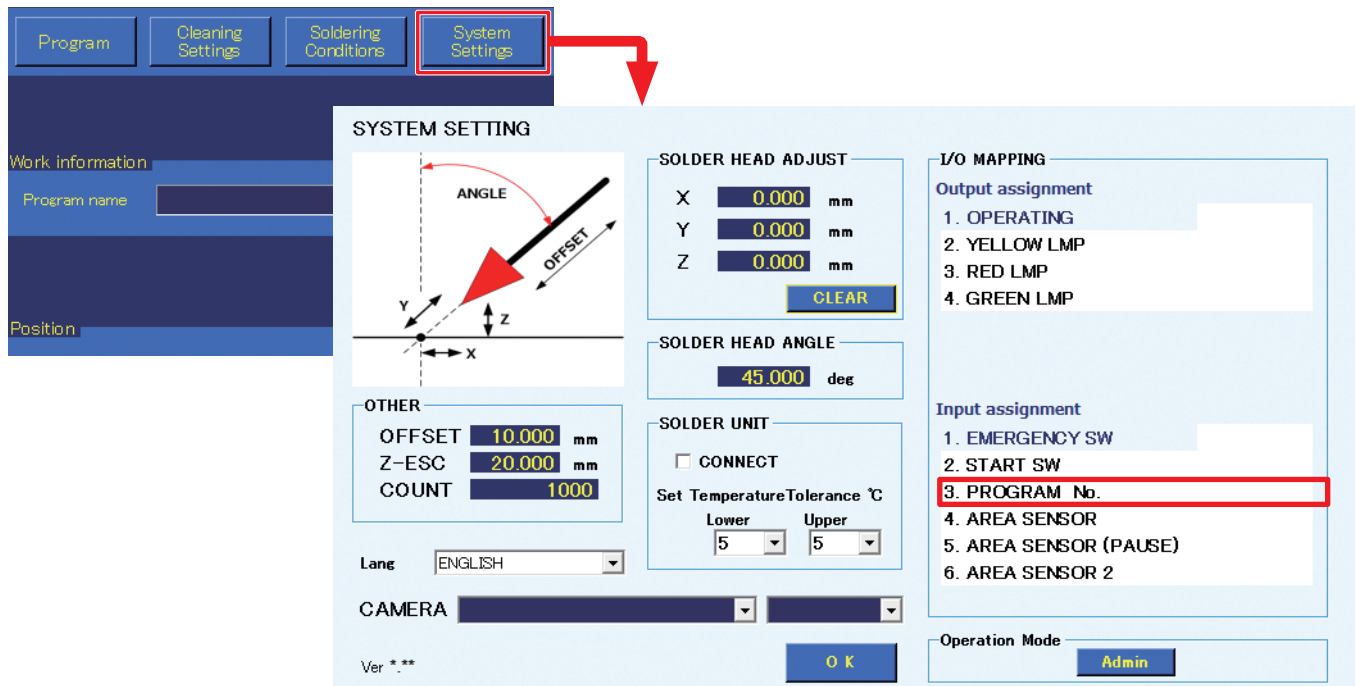 Program
Cleaning
Settings
Soldering
Conditions
System
Settings
Work information
Program name
Position
SYSTEM SETTING
ANGLE
OFFSET
Y
Z
X
OTHER
OFFSET 10.000 mm
Z-ESC 20.000 mm
COUNT 1000
Lang ENGLISH
CAMERA
Ver *.**
SOLDER HEAD ADJUST
X 0.000 mm
Y 0.000 mm
Z 0.000 mm
CLEAR
SOLDER HEAD ANGLE
45.000 deg
SOLDER UNIT
CONNECT
Set TemperatureTolerance ℃
Lower Upper
5 5
OK
I/O MAPPING
Output assignment
1. OPERATING
2. YELLOW LMP
3. RED LMP
4. GREEN LMP
Input assignment
1. EMERGENCY SW
2. START SW
3. PROGRAM No.
4. AREA SENSOR
5. AREA SENSOR (PAUSE)
6. AREA SENSOR 2
Operation Mode
Admin